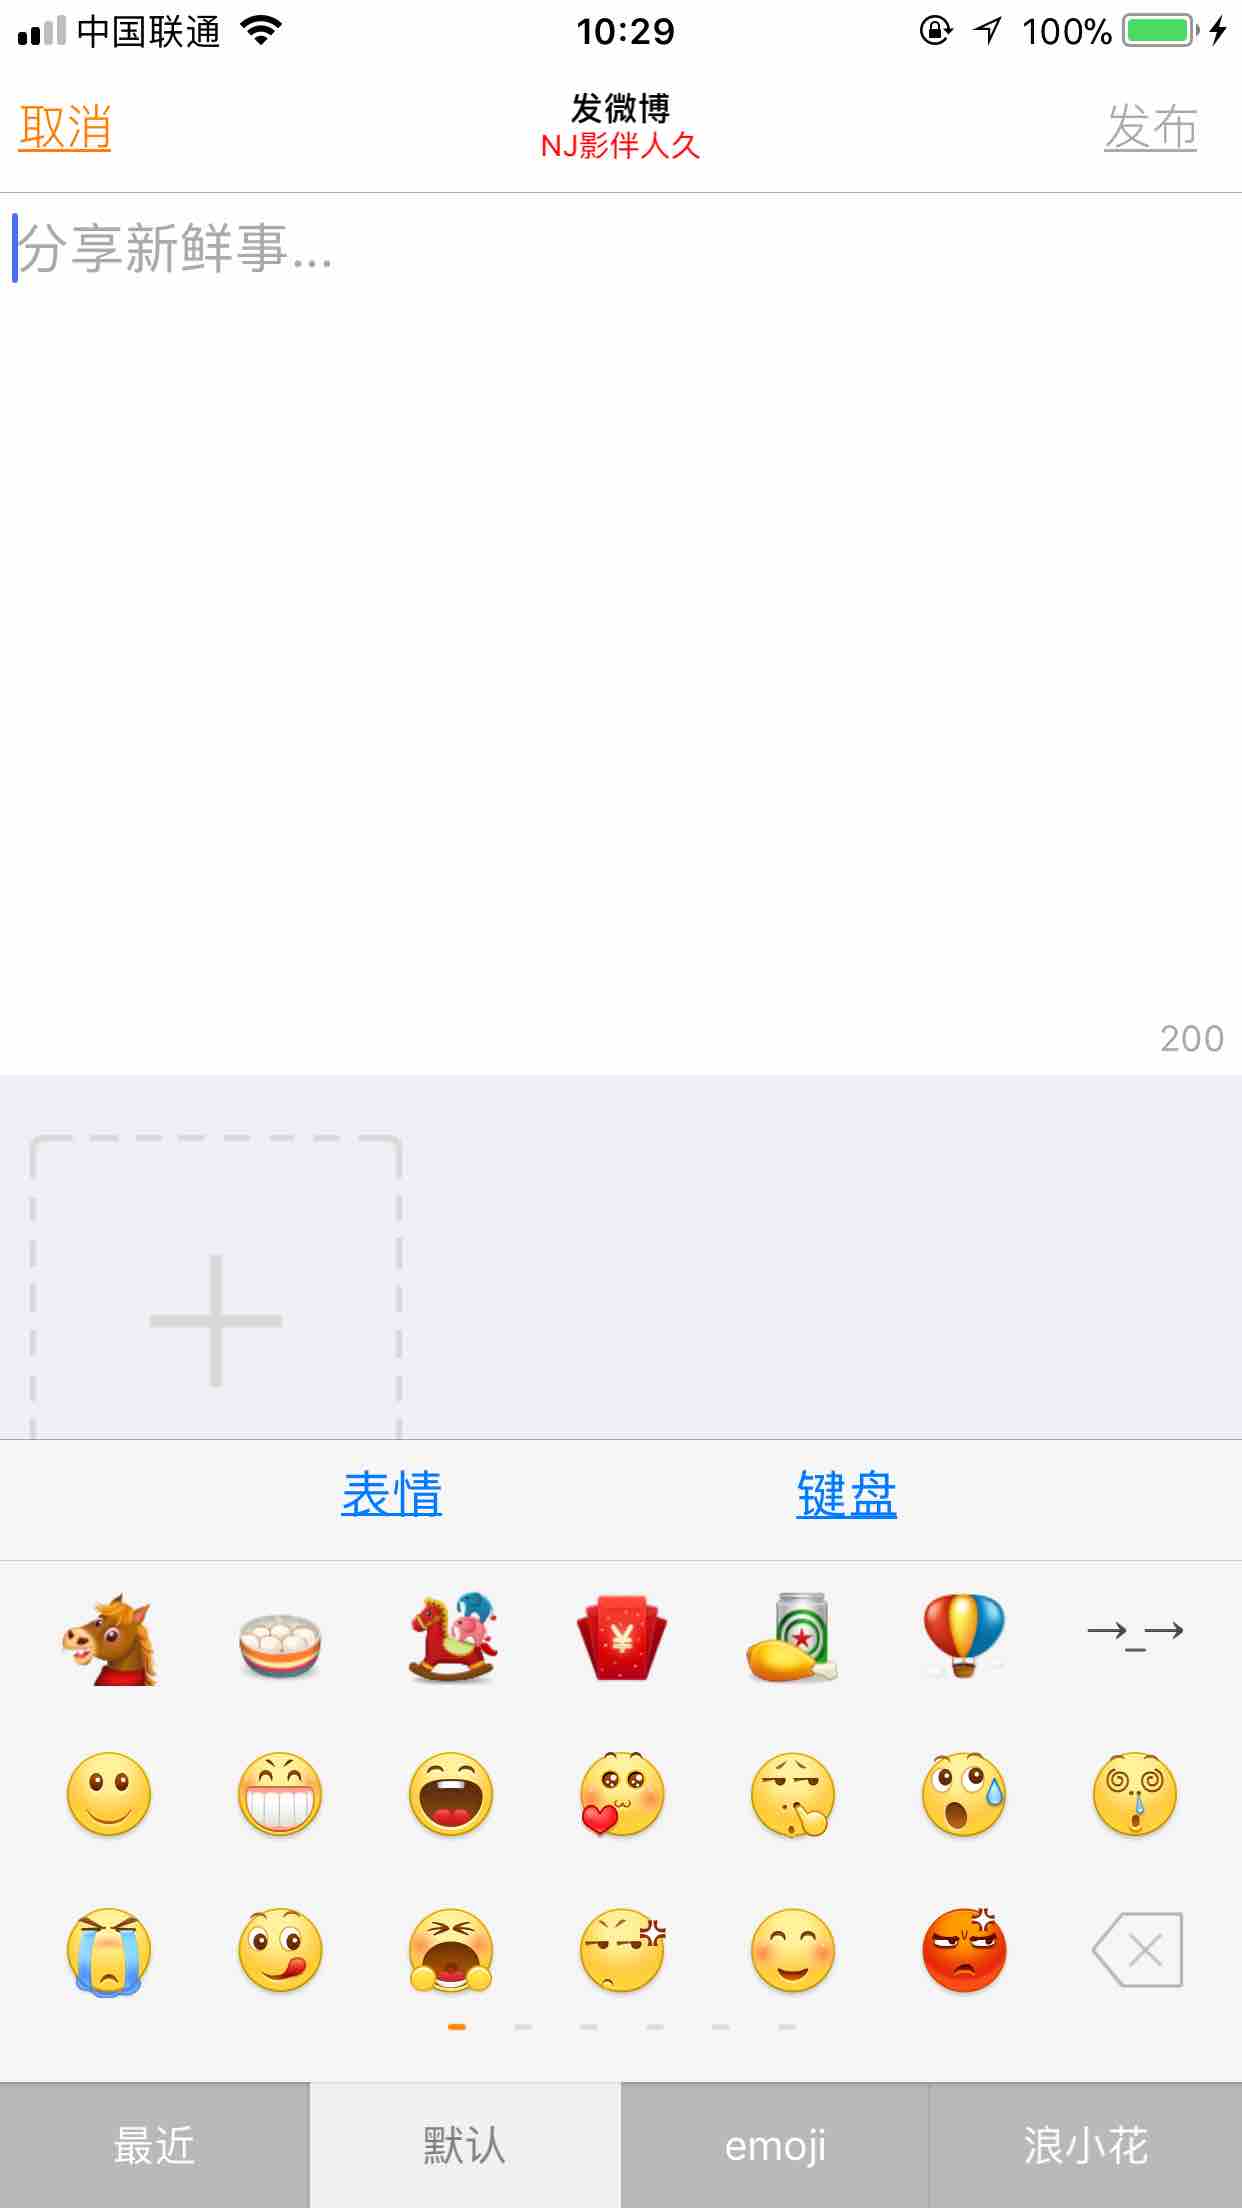 中国联通
10:29
100%
取消
发微博
NJ影伴人久
发布
分享新鲜事...
200
表情
键盘
→_→
最近
默认
emoji
浪小花